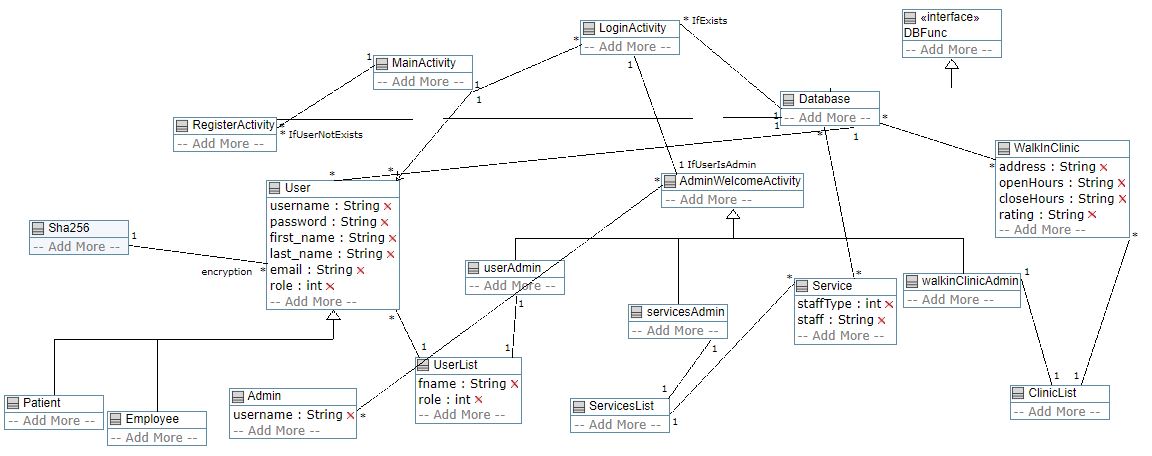 «interface»
DBFunc
-- Add More --
LoginActivity
-- Add More --
* IfExists
*
1
MainActivity
-- Add More --
1
1
1
RegisterActivity
-- Add More --
*
* IfUserNotExists
Database
-- Add More --
1
1
*
1
*
WalkInClinic
address : String ×
openHours : String ×
closeHours : String ×
rating : String ×
-- Add More --
*
*
1 IfUserIsAdmin
AdminWelcomeActivity
-- Add More --
*
*
*
User
username : String ×
password : String ×
first_name : String ×
last_name : String ×
email : String ×
role : int ×
-- Add More --
Sha256
-- Add More --
1
encryption
*
userAdmin
-- Add More --
1
servicesAdmin
-- Add More --
1
*
*
Service
staffType : int ×
staff : String ×
-- Add More --
walkinClinicAdmin
-- Add More --
1
*
1
1
UserList
fname : String ×
role : int ×
-- Add More --
Patient
-- Add More --
Employee
-- Add More --
Admin
username : String ×
-- Add More --
*
1
ServicesList
-- Add More --
1
1
1
ClinicList
-- Add More --